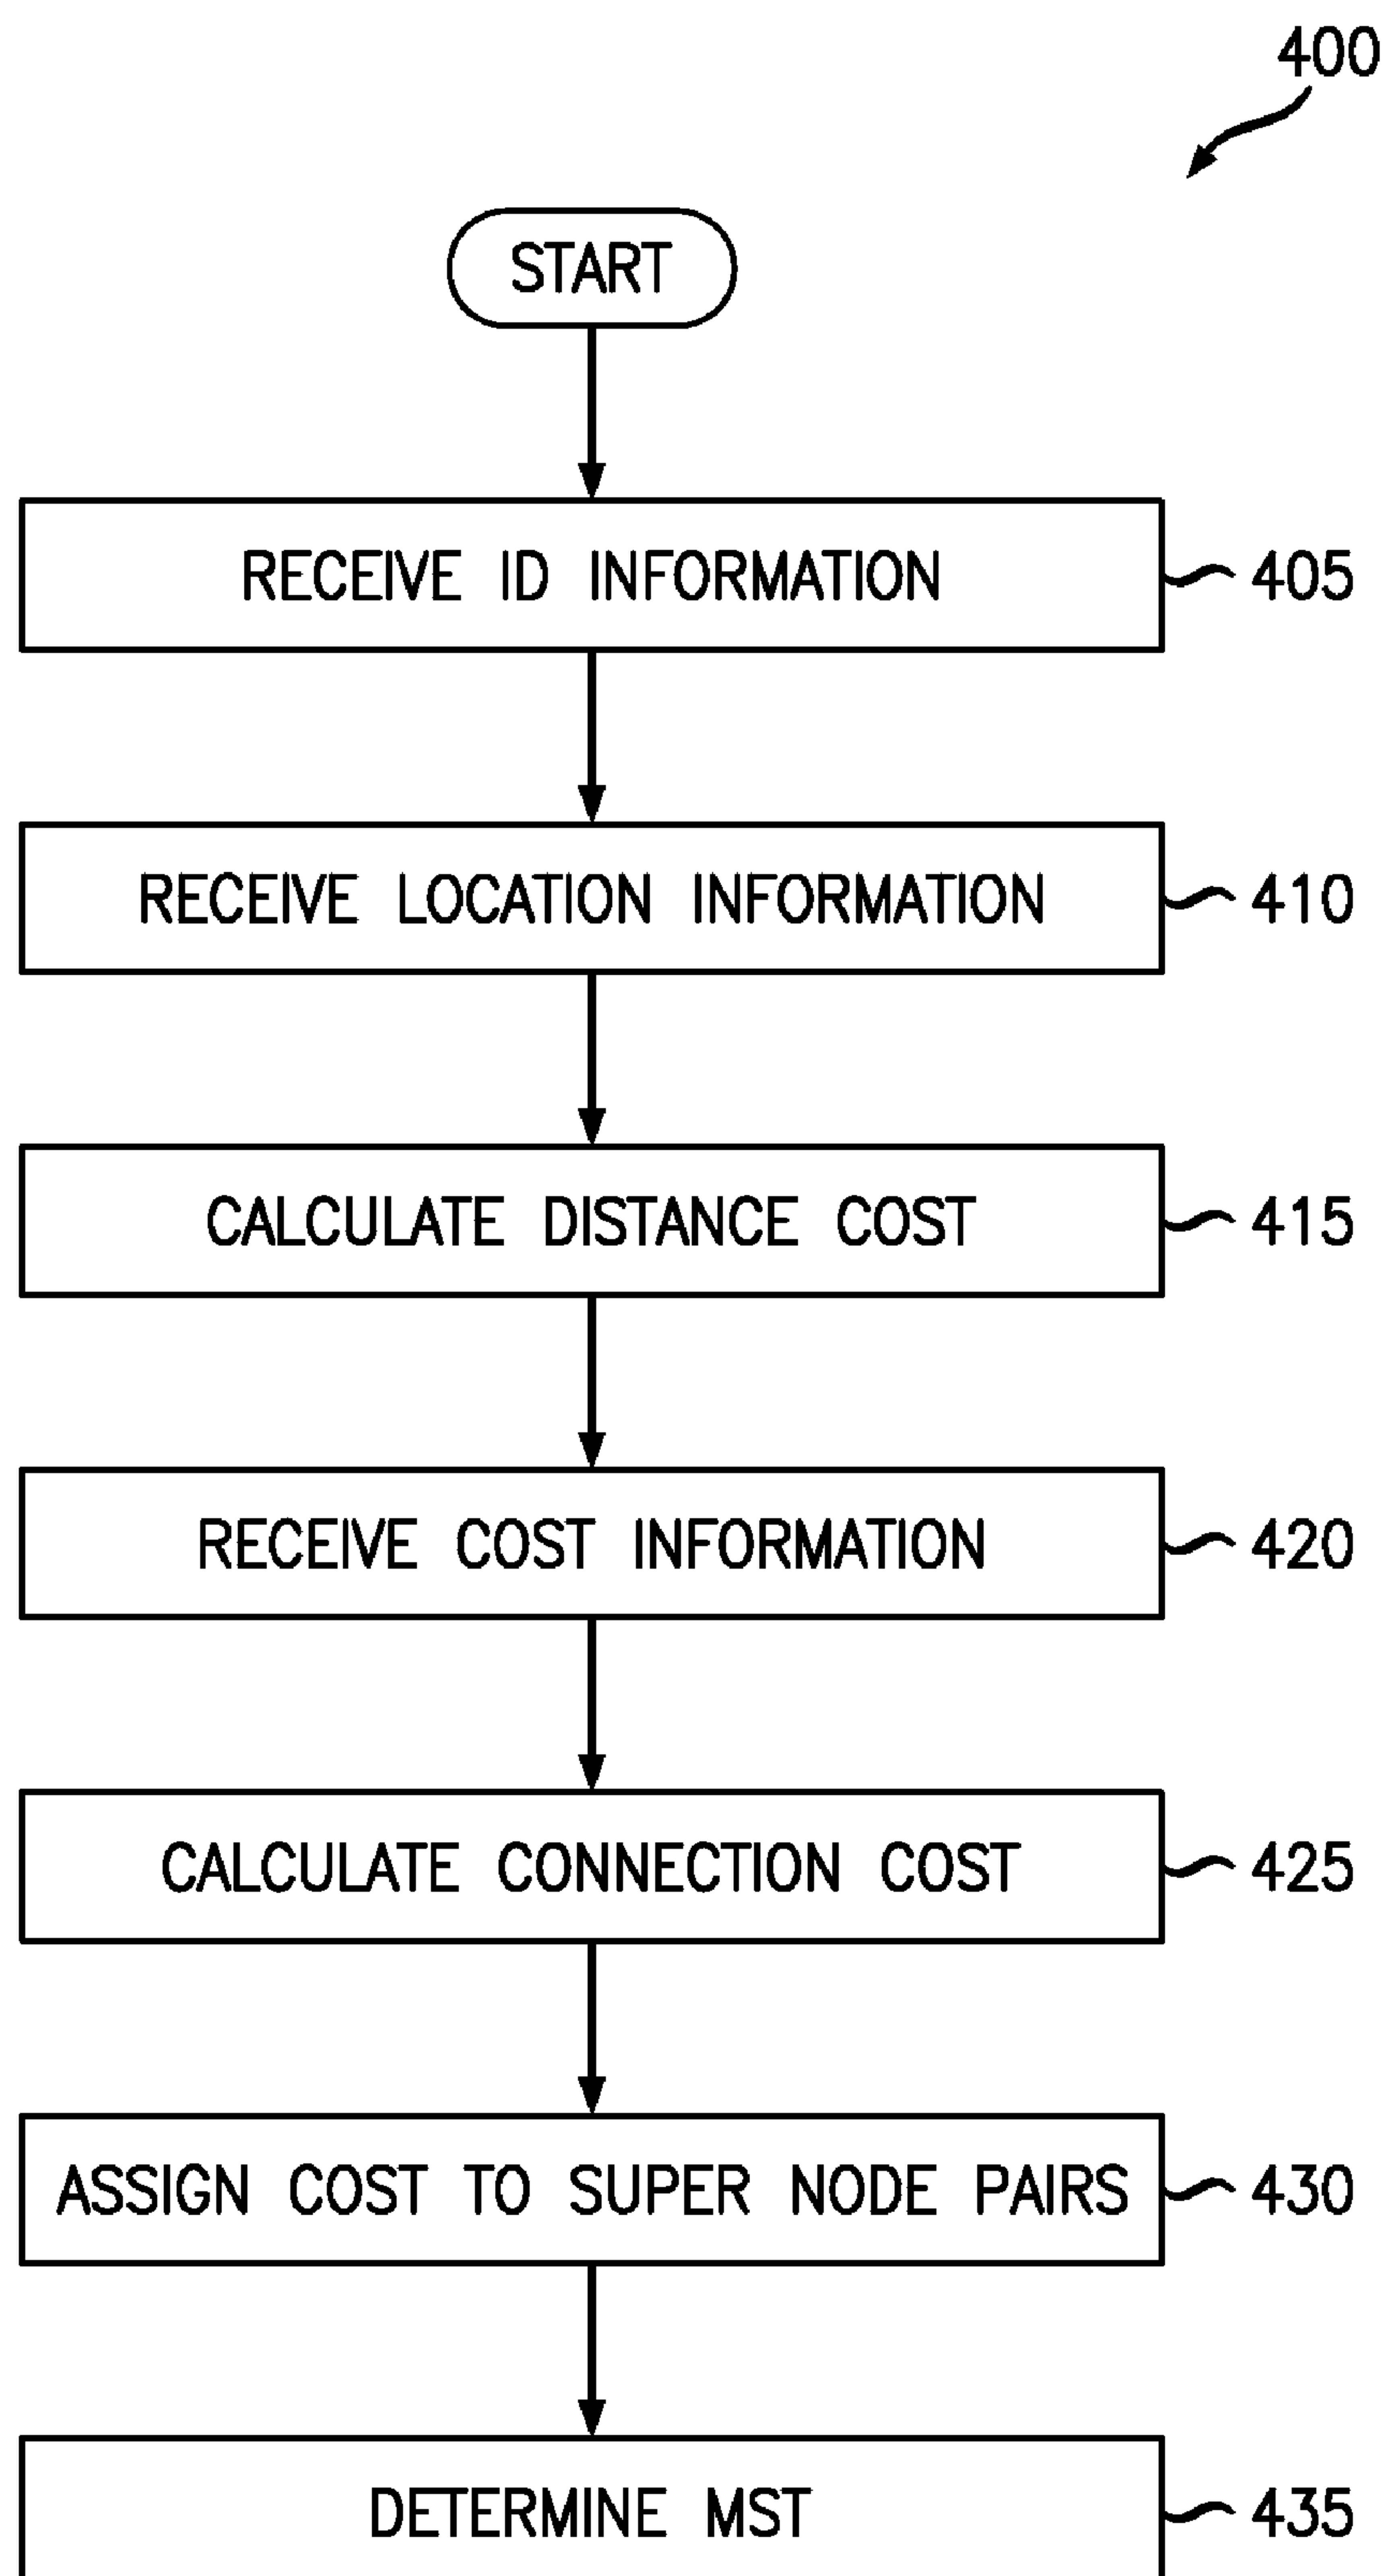 400
START
RECEIVE ID INFORMATION
405
RECEIVE LOCATION INFORMATION
410
CALCULATE DISTANCE COST
415
RECEIVE COST INFORMATION
420
CALCULATE CONNECTION COST
425
ASSIGN COST TO SUPER NODE PAIRS
430
DETERMINE MST
435